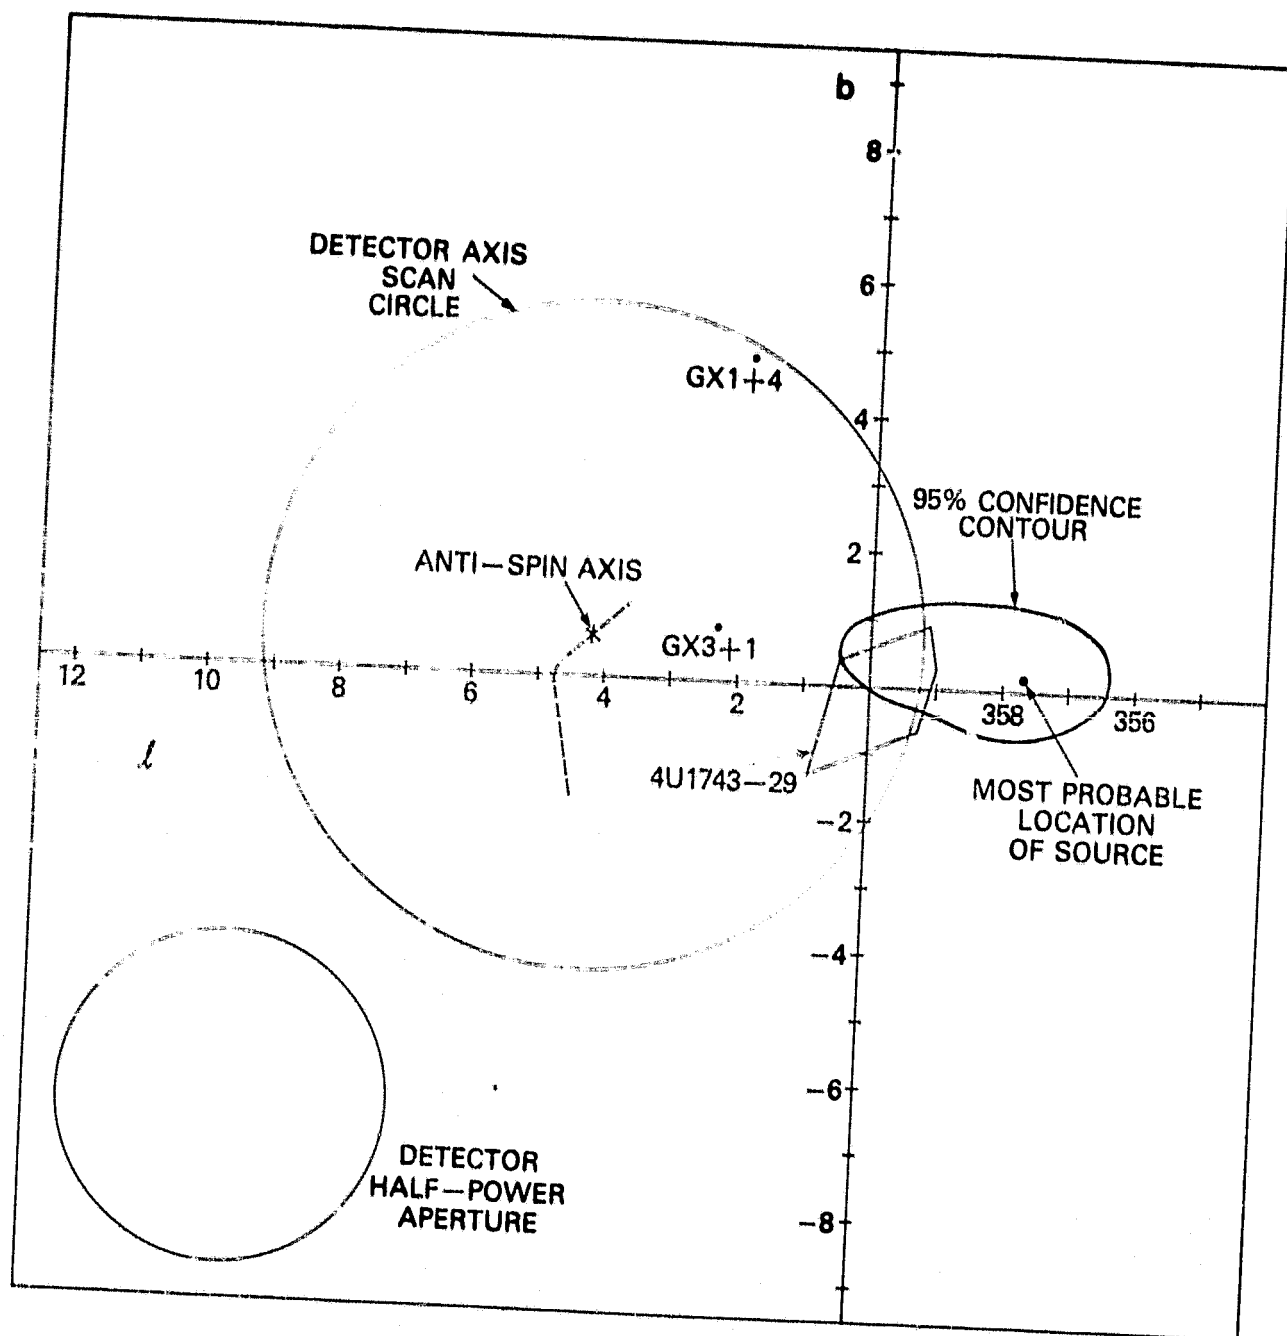 b
8
DETECTOR AXIS
SCAN
CIRCLE
6
GX1+4
4
95% CONFIDENCE
CONTOUR
ANTI-SPIN AXIS
2
GX3+1
12
10
8
6
4
2
358
356
ℓ
4U1743-29
MOST PROBABLE
LOCATION
OF SOURCE
-2
-4
-6
DETECTOR
HALF-POWER
APERTURE
-8